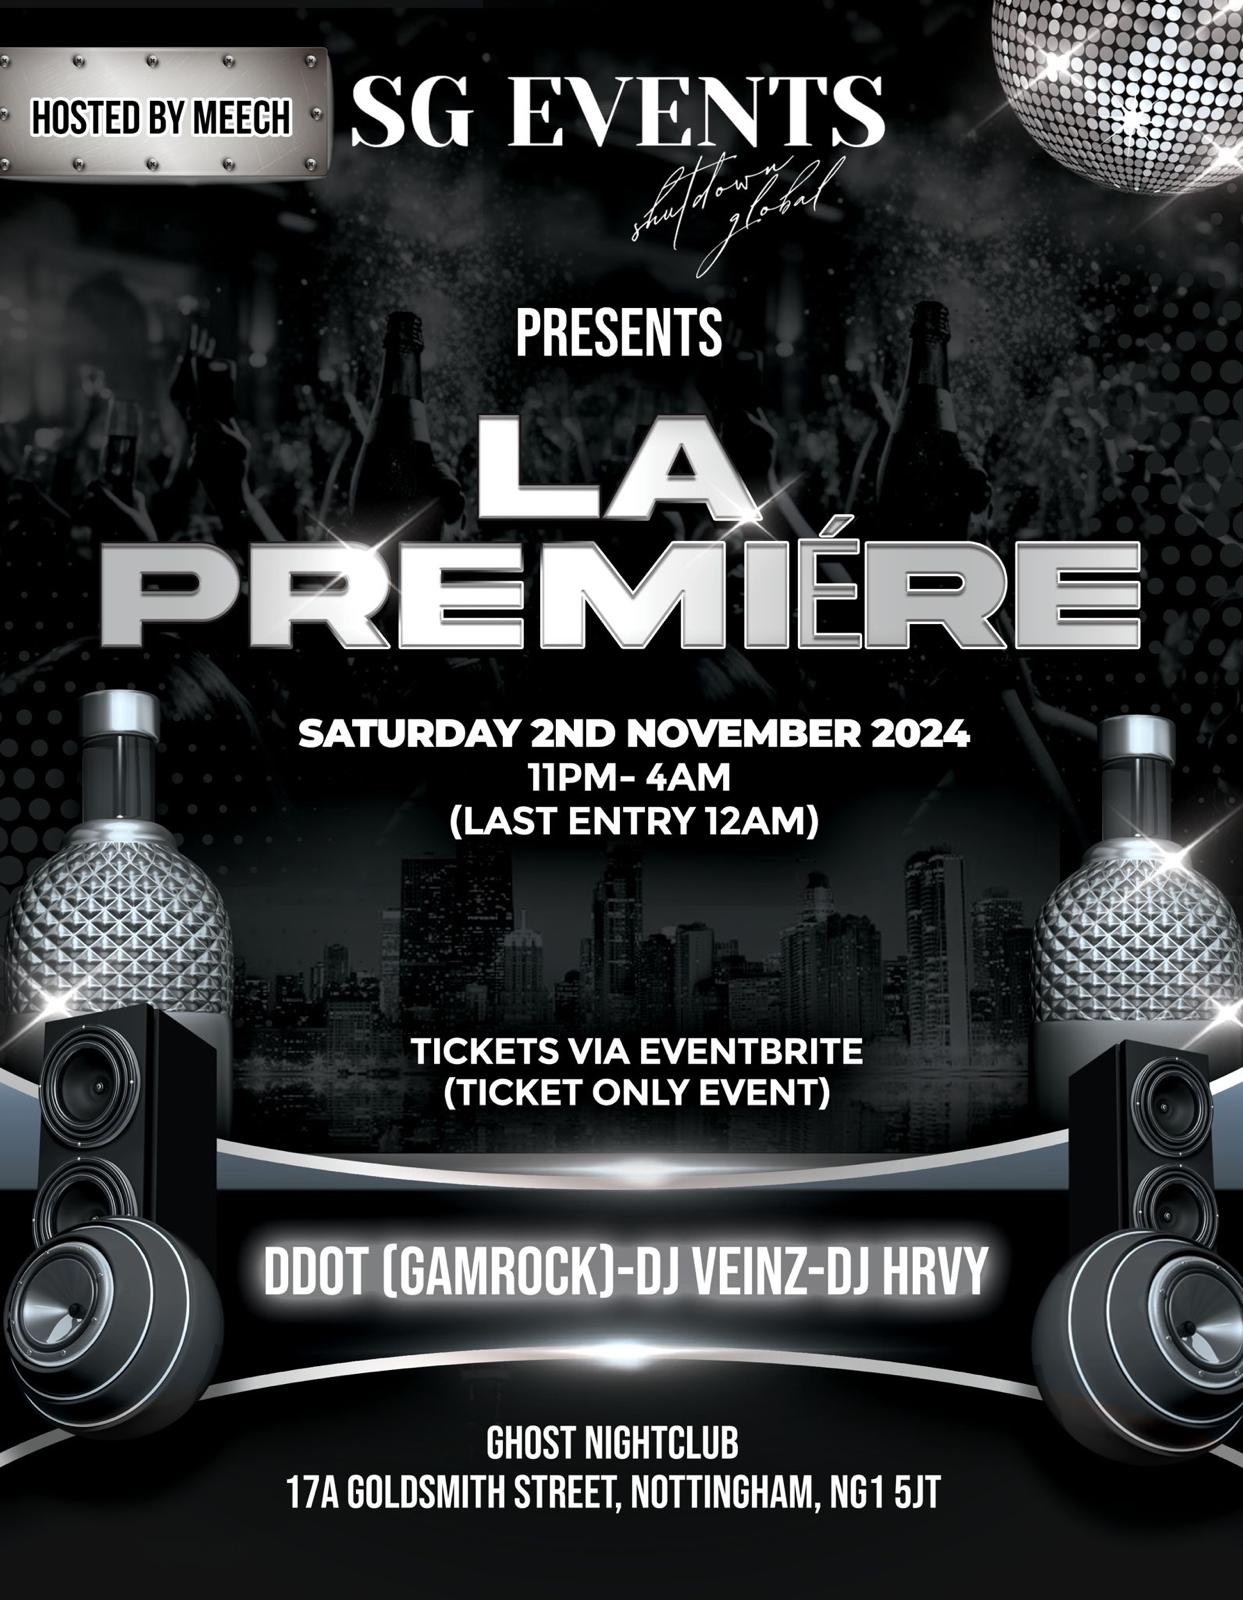 HOSTED BY MEECH
SG EVENTS
shutdown
global
PRESENTS
LA
PREMIÉRE
SATURDAY 2ND NOVEMBER 2024
11PM- 4AM
(LAST ENTRY 12AM)
TICKETS VIA EVENTBRITE
(TICKET ONLY EVENT)
DDOT (GAMROCK)-DJ VEINZ-DJ HRVY
GHOST NIGHTCLUB
17A GOLDSMITH STREET, NOTTINGHAM, NG1 5JT